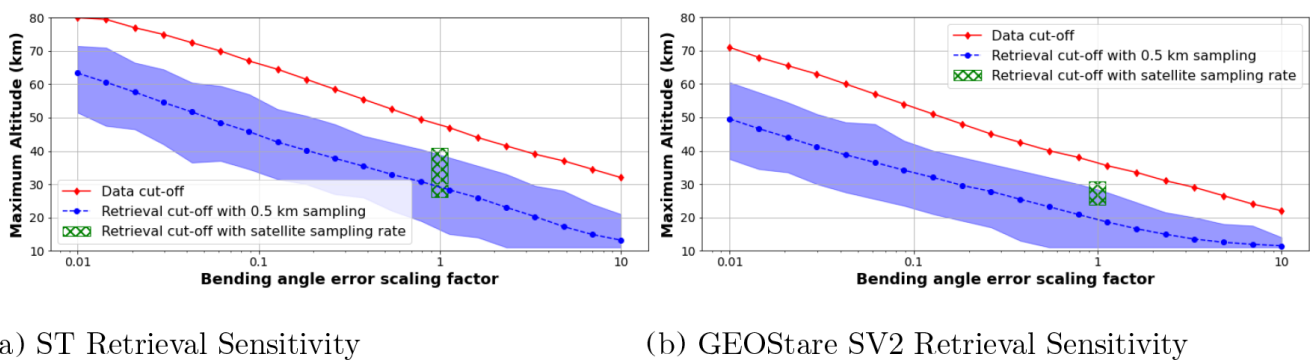 80
70
60
50
40
30
20
10
Maximum Altitude (km)
Data cut-off
Retrieval cut-off with 0.5 km sampling
Retrieval cut-off with satellite sampling rate
0.01 0.1 1 10
Bending angle error scaling factor
80
70
60
50
40
30
20
10
Maximum Altitude (km)
Data cut-off
Retrieval cut-off with 0.5 km sampling
Retrieval cut-off with satellite sampling rate
0.01 0.1 1 10
Bending angle error scaling factor
a) ST Retrieval Sensitivity
(b) GEOStare SV2 Retrieval Sensitivity